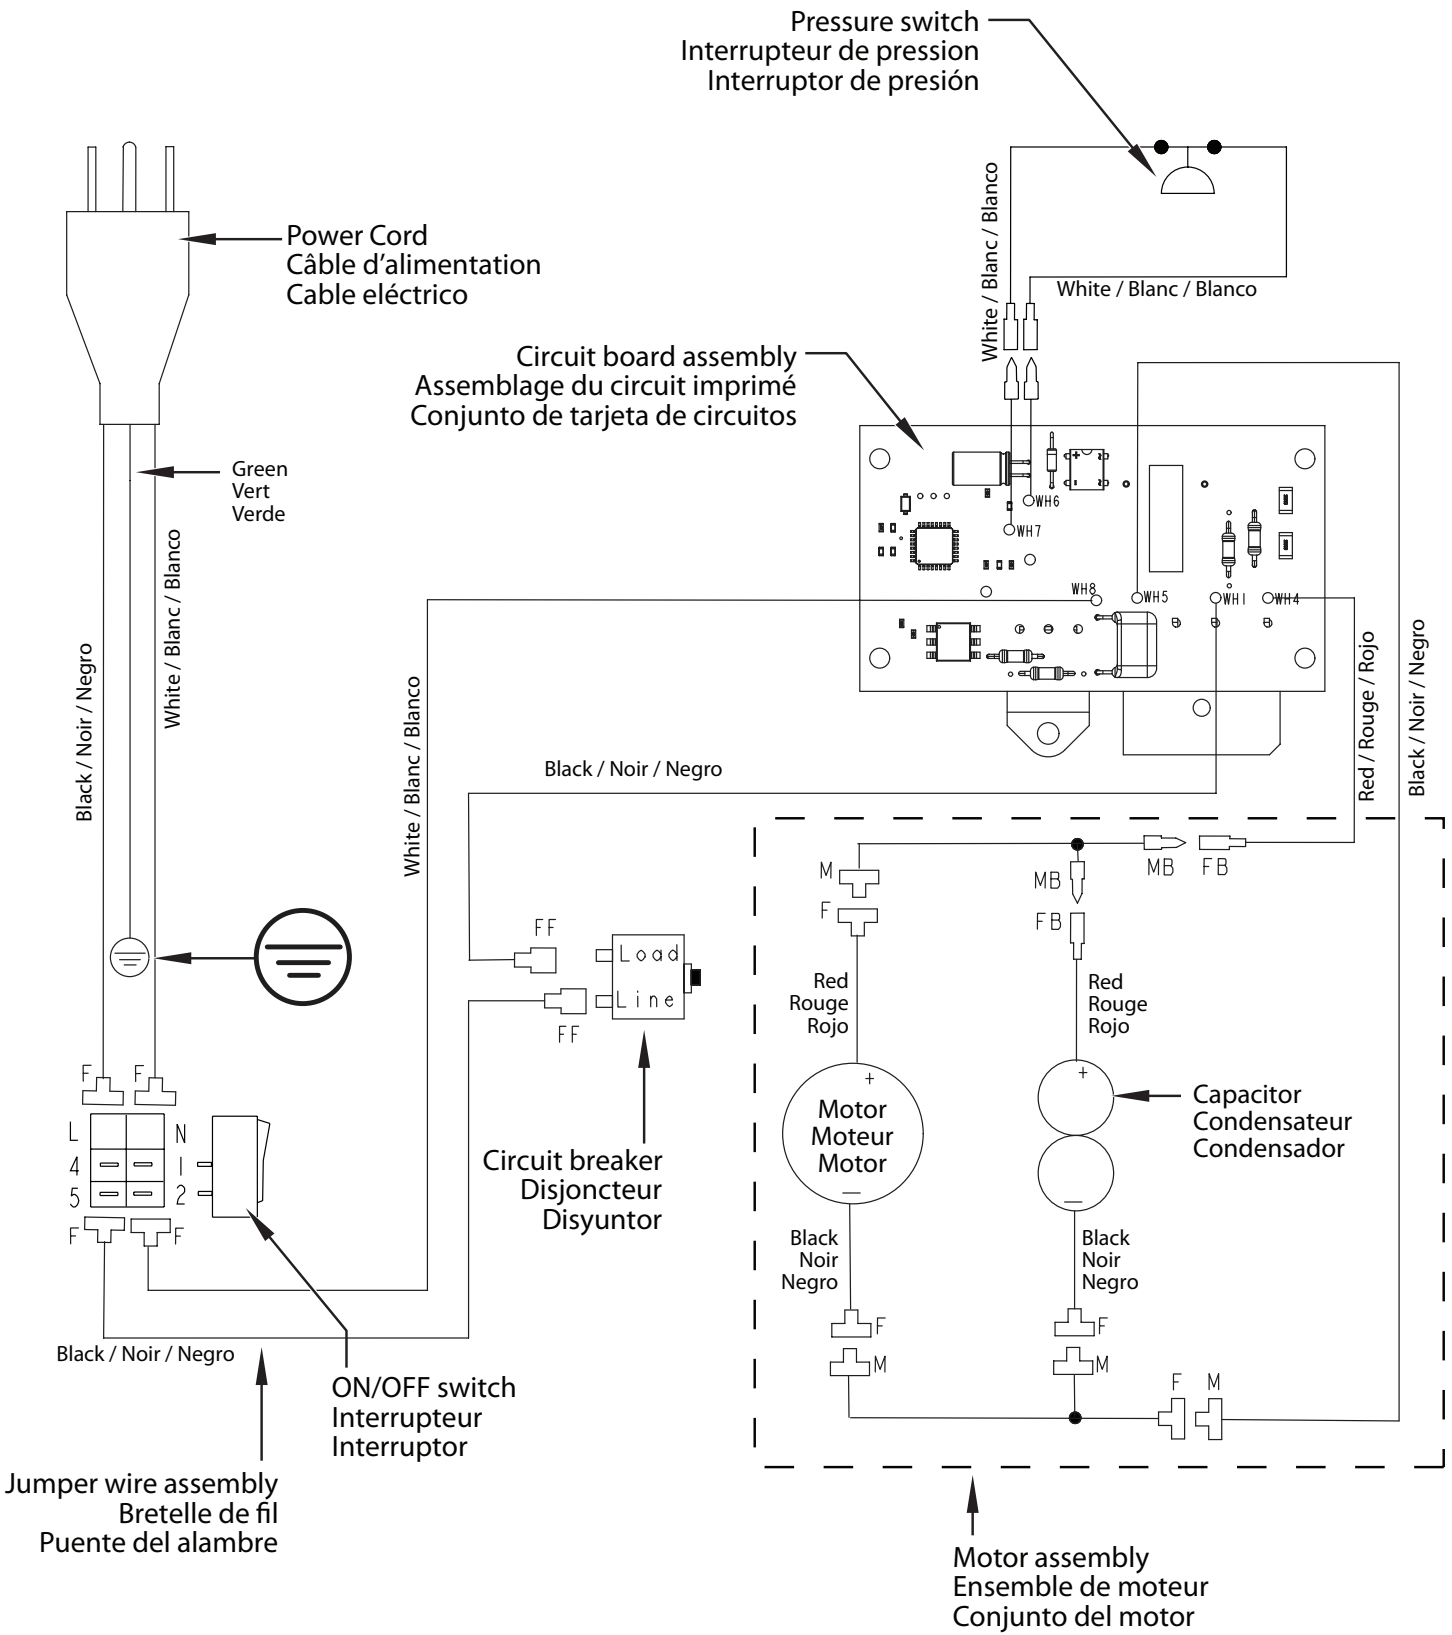 Pressure switch
Interrupteur de pression
Interruptor de presión
White / Blanc / Blanco
White / Blanc / Blanco
Power Cord
Câble d’alimentation
Cable eléctrico
Circuit board assembly
Assemblage du circuit imprimé
Conjunto de tarjeta de circuitos
Green
Vert
Verde
WH6
WH7
WH8
WH5
WH1
WH4
Black / Noir / Negro
White / Blanc / Blanco
White / Blanc / Blanco
Red / Rouge / Rojo
Black / Noir / Negro
Black / Noir / Negro
M
F
MB
FB
MB
FB
FF
Load
Line
FF
Red
Rouge
Rojo
Red
Rouge
Rojo
F
F
L
N
4
1
5
2
F
F
Circuit breaker
Disjoncteur
Disyuntor
+
Motor
Moteur
Motor
—
+
—
Capacitor
Condensateur
Condensador
Black
Noir
Negro
Black
Noir
Negro
F
M
F
M
F
M
Black / Noir / Negro
ON/OFF switch
Interrupteur
Interruptor
Jumper wire assembly
Bretelle de fil
Puente del alambre
Motor assembly
Ensemble de moteur
Conjunto del motor